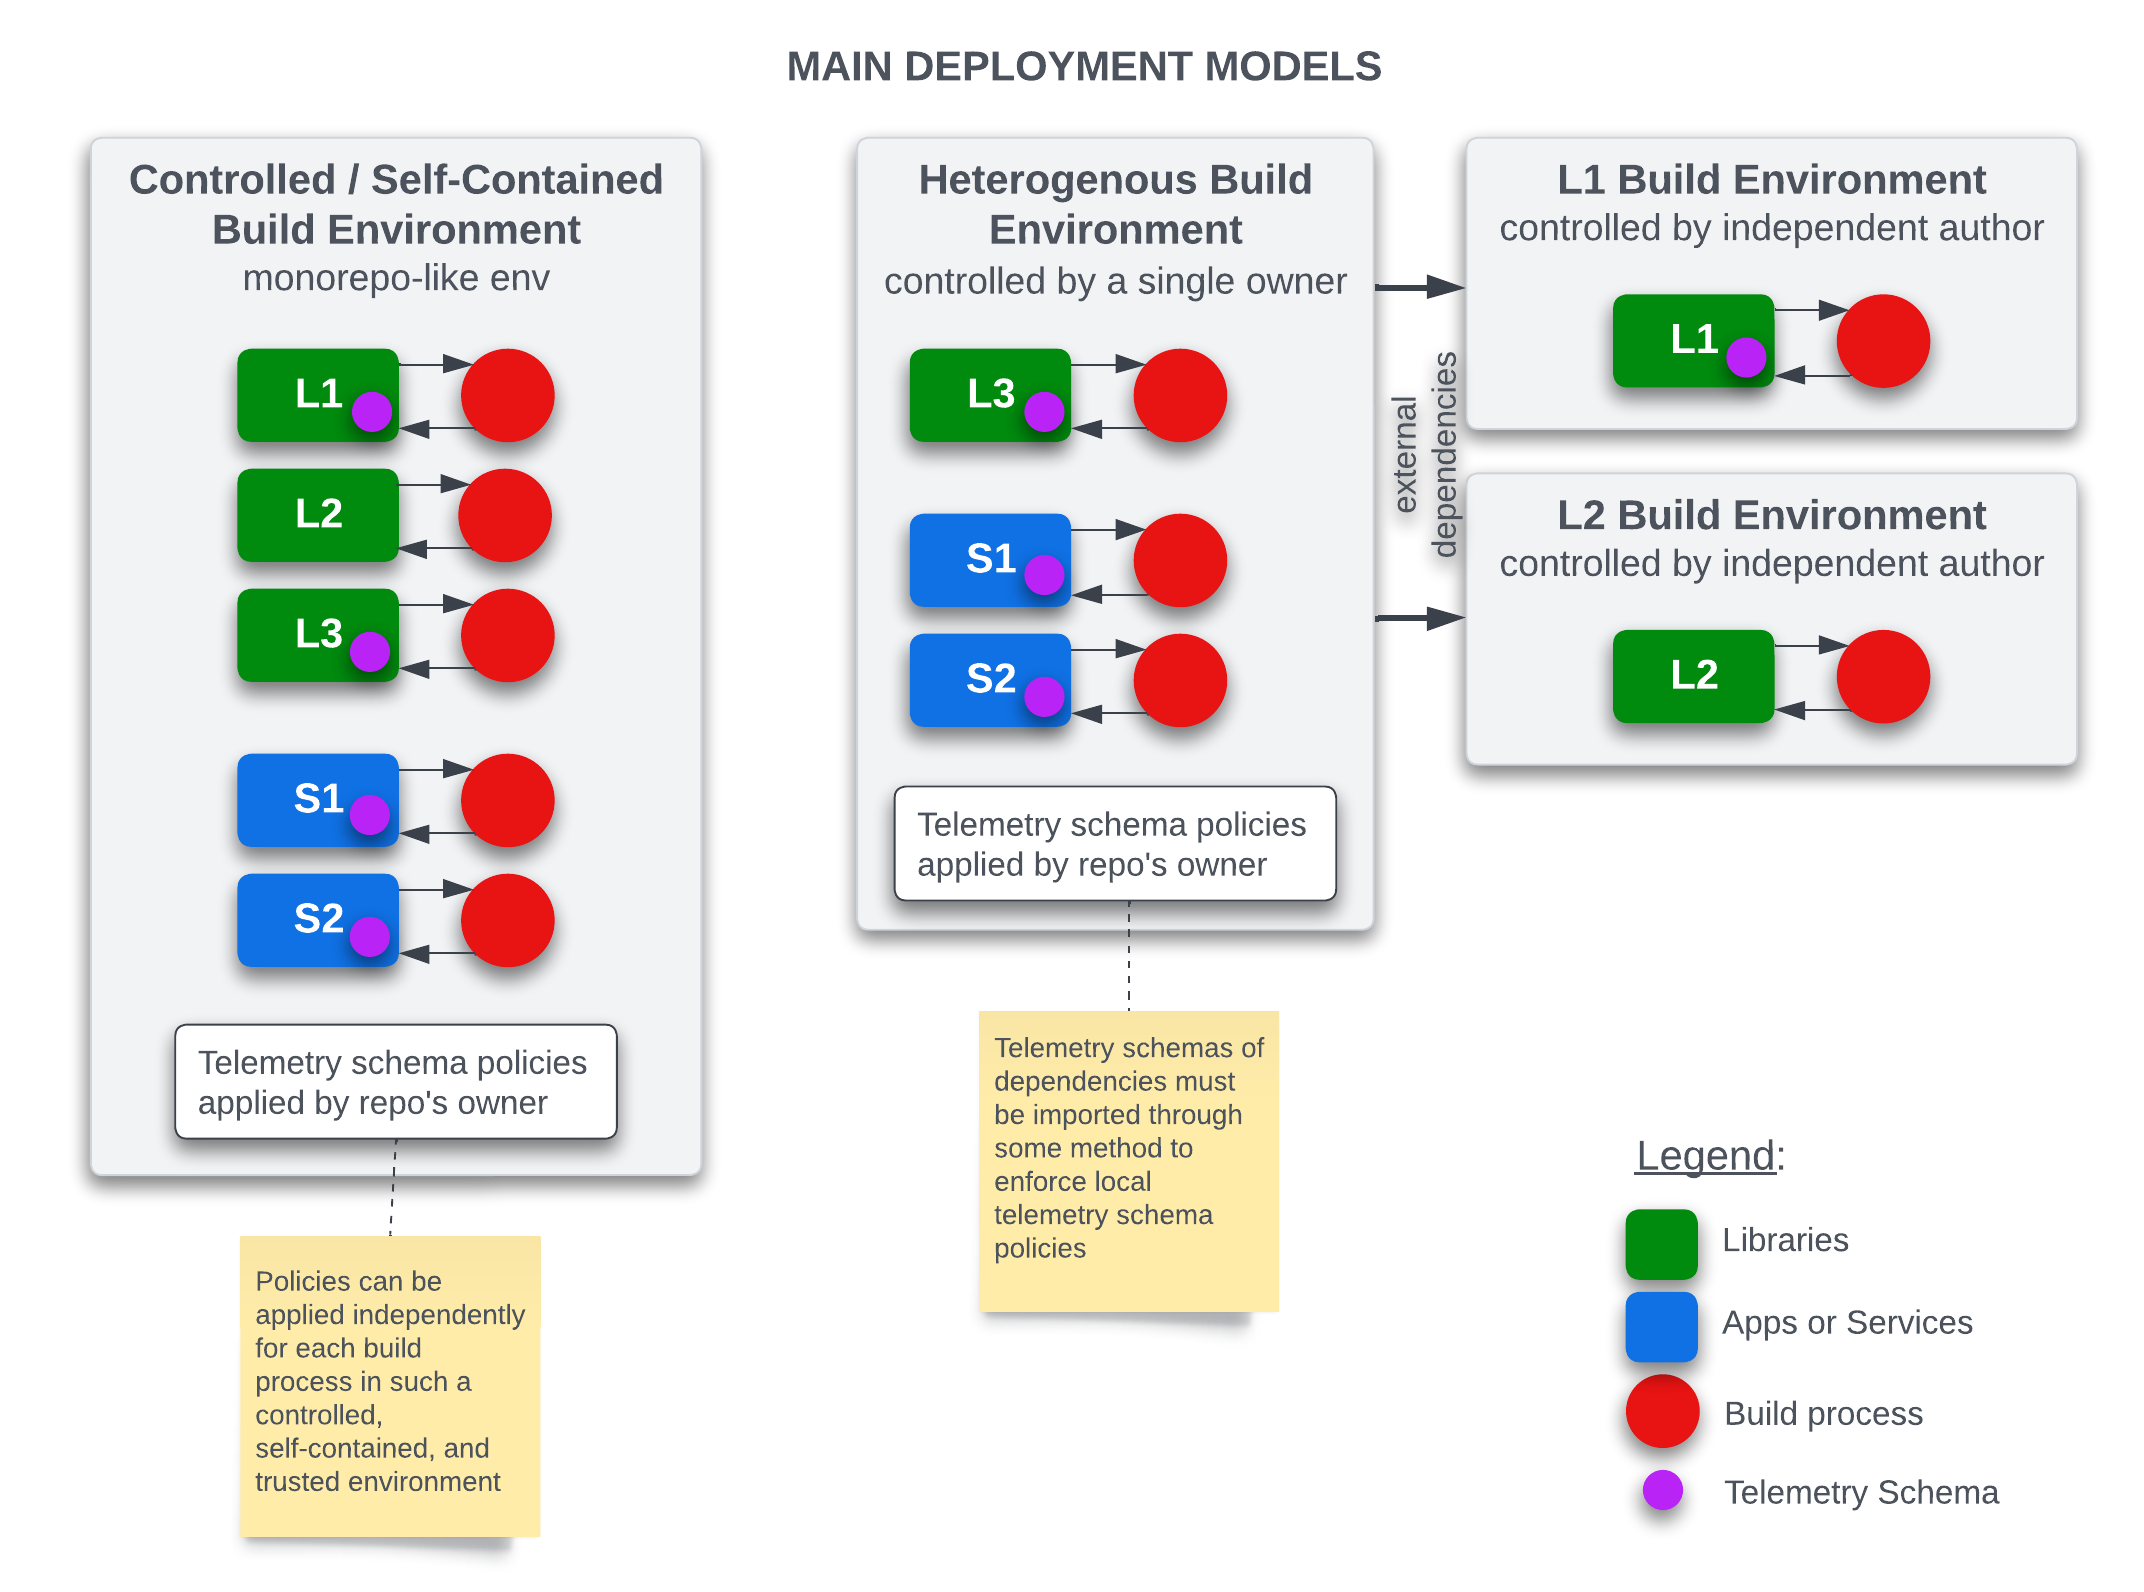 MAIN DEPLOYMENT MODELS
Controlled / Self-Contained
Build Environment
monorepo-like env
L1
L2
L3
S1
S2
Telemetry schema policies
applied by repo's owner
Policies can be
applied independently
for each build
process in such a
controlled,
self-contained, and
trusted environment
Heterogenous Build
Environment
controlled by a single owner
L3
S1
S2
Telemetry schema policies
applied by repo's owner
Telemetry schemas of
dependencies must
be imported through
some method to
enforce local
telemetry schema
policies
external
dependencies
L1 Build Environment
controlled by independent author
L1
L2 Build Environment
controlled by independent author
L2
Legend:
Libraries
Apps or Services
Build process
Telemetry Schema